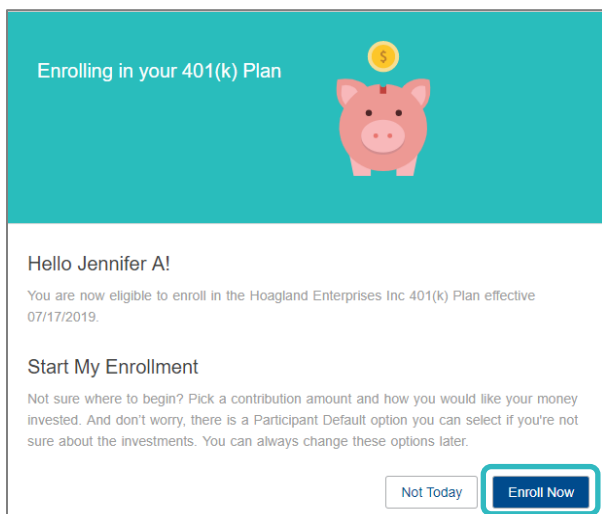 Enrolling in your 401(k) Plan
$
Hello Jennifer A!
You are now eligible to enroll in the Hoagland Enterprises Inc 401(k) Plan effective
07/17/2019.
Start My Enrollment
Not sure where to begin? Pick a contribution amount and how you would like your money
invested. And don't worry, there is a Participant Default option you can select if you're not
sure about the investments. You can always change these options later.
Not Today
Enroll Now